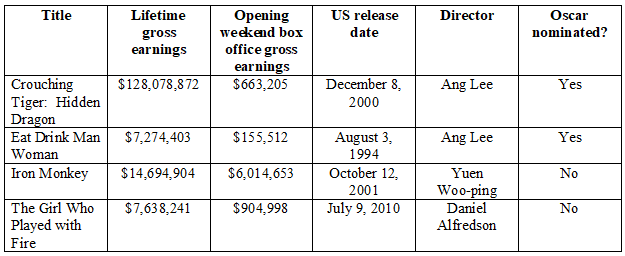 Title Lifetime gross earnings Opening weekend box office gross earnings US release date Director Oscar nominated?
Crouching Tiger: Hidden Dragon $128,078,872 $663,205 December 8, 2000 Ang Lee Yes
Eat Drink Man Woman $7,274,403 $155,512 August 3, 1994 Ang Lee Yes
Iron Monkey $14,694,904 $6,014,653 October 12, 2001 Yuen Woo-ping No
The Girl Who Played with Fire $7,638,241 $904,998 July 9, 2010 Daniel Alfredson No